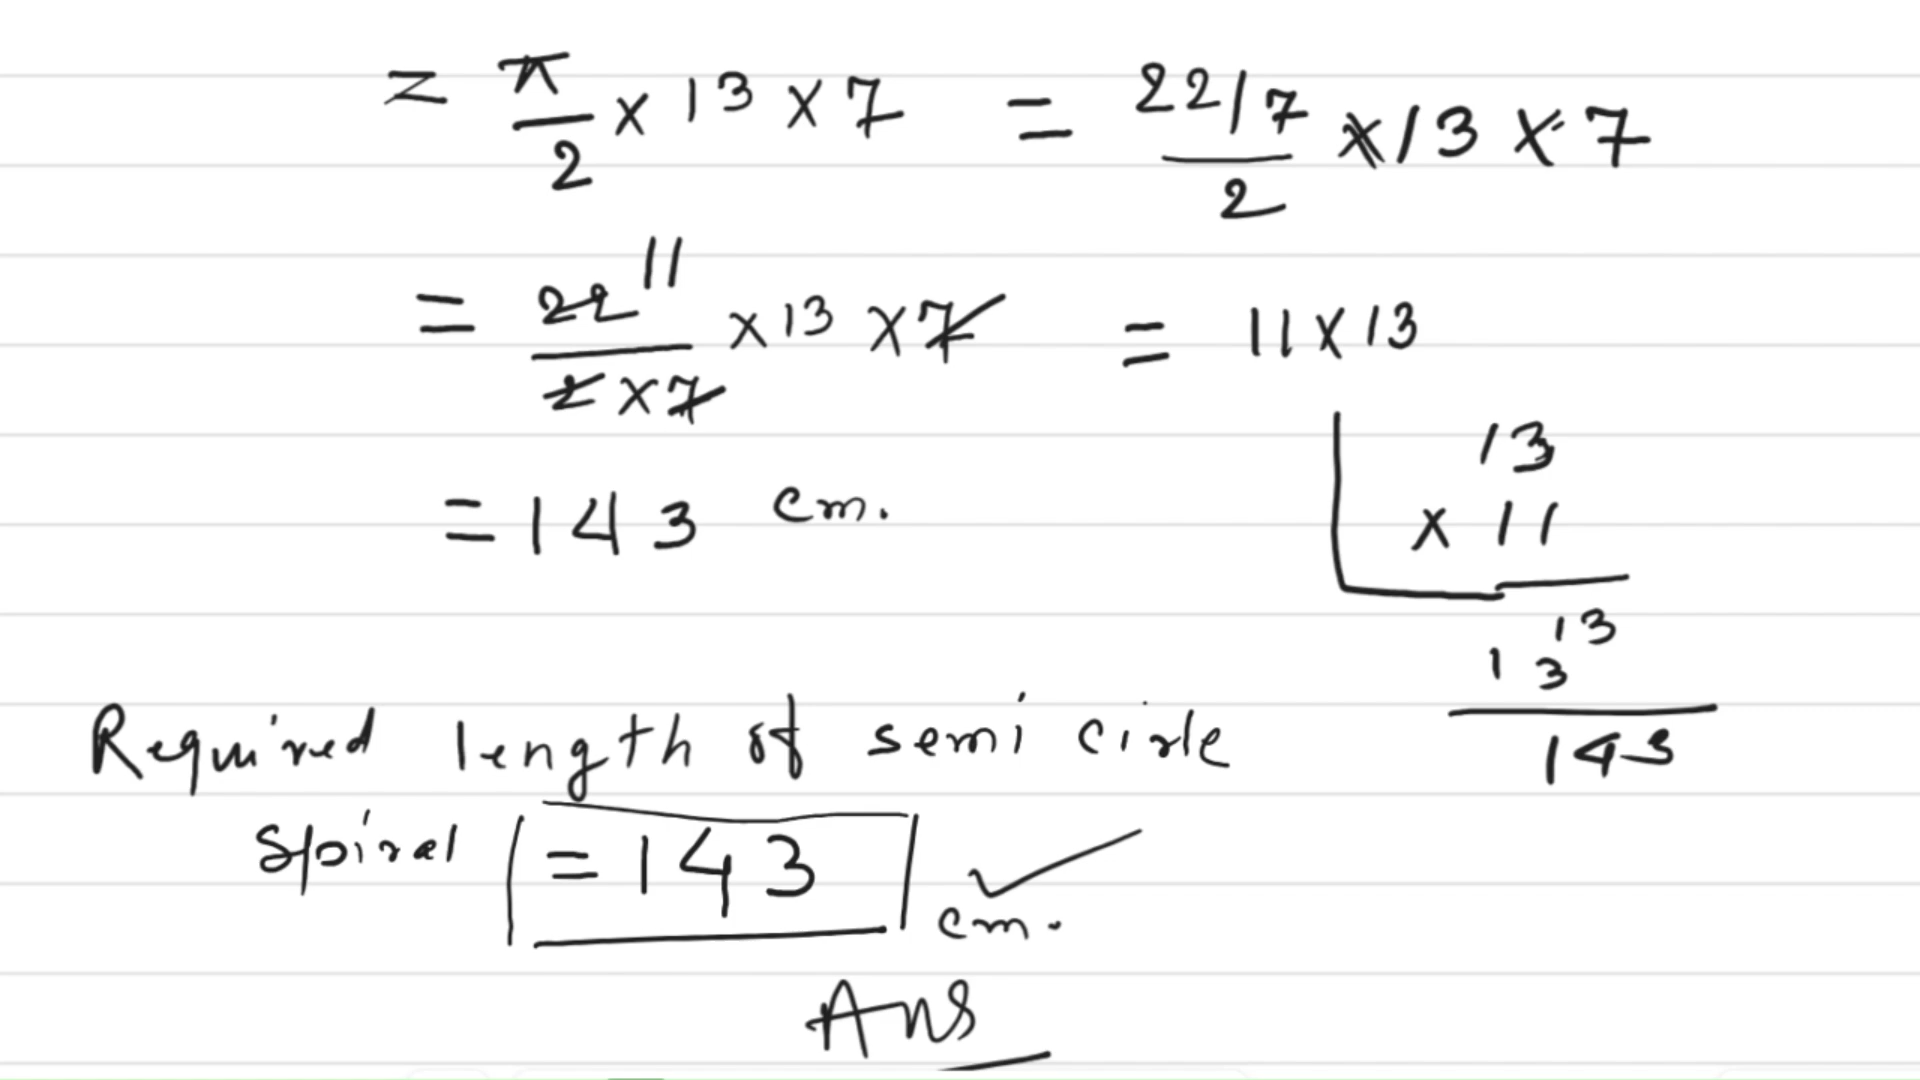 = π/2 × 13 × 7 = 22/7/2 × 13 × 7
= 22 11/2 × 7 × 13 × 7 = 11 × 13
13
× 11
= 143 cm.
13
13
143
Required length of semi circle
Spiral = 143 cm.
Ans